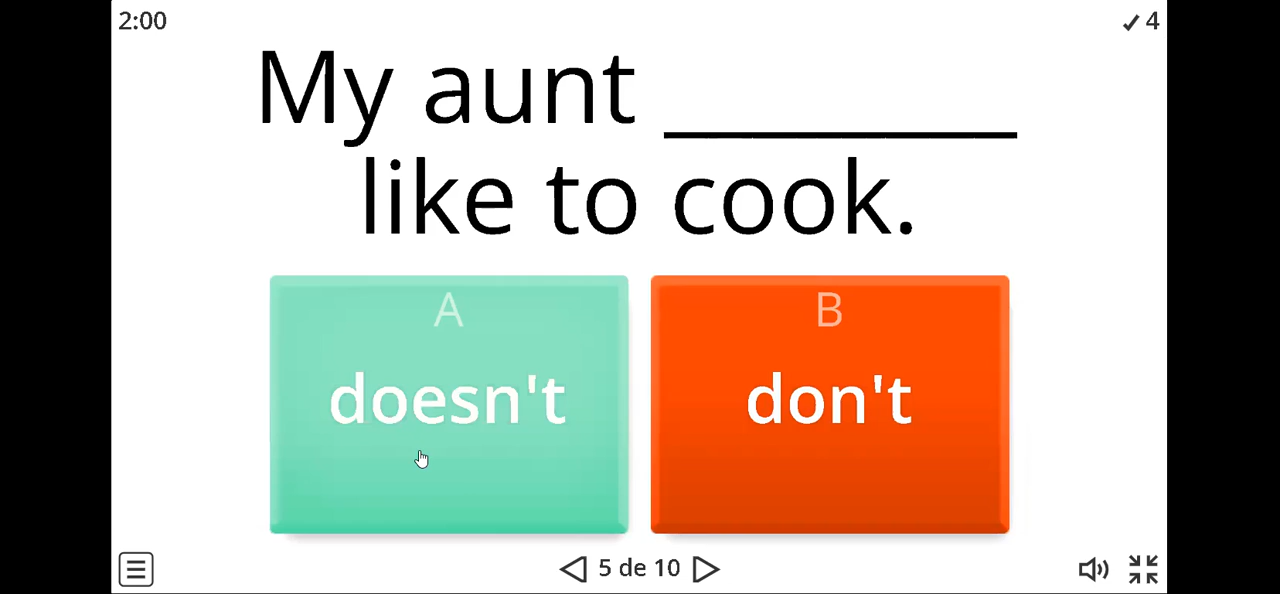 2:00
✓ 4
My aunt ________
like to cook.
A
B
doesn't
don't
5 de 10